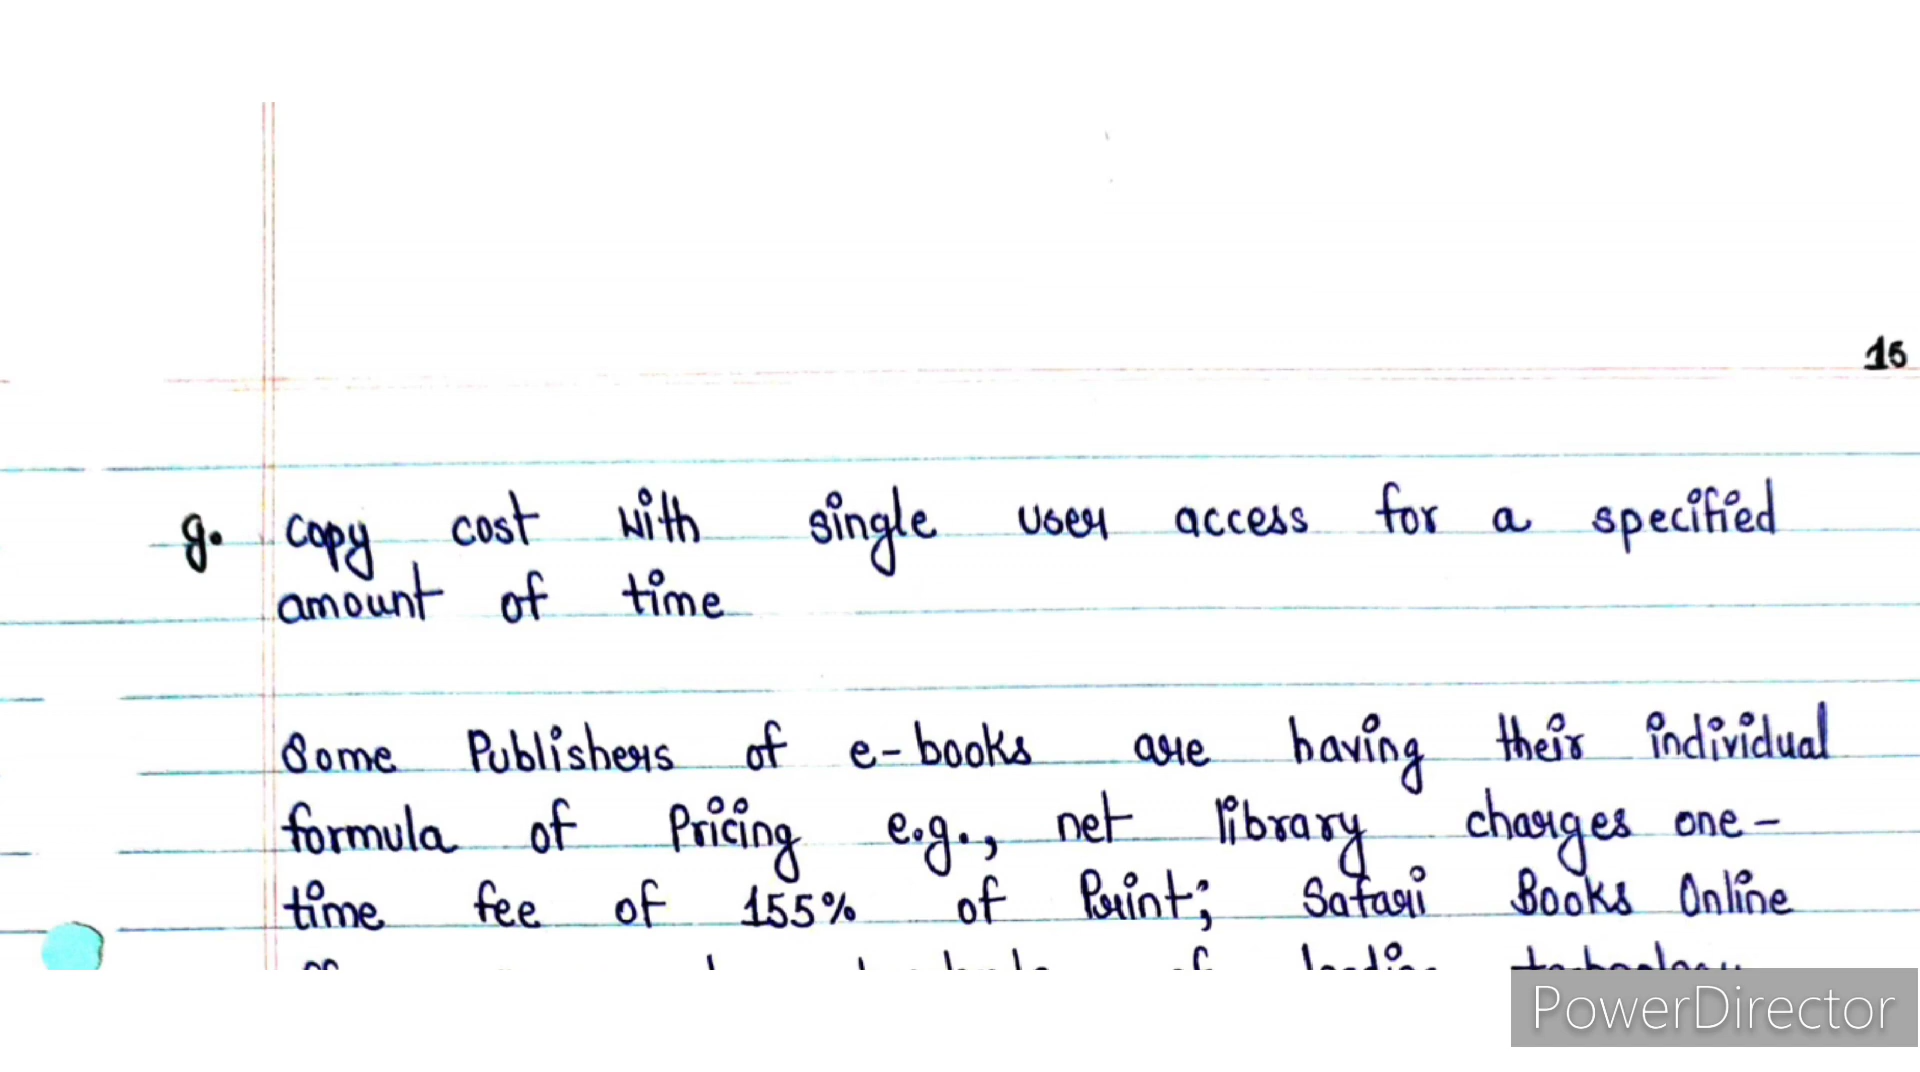 15
g. Copy cost with single user access for a specified
amount of time
Some Publishers of e-books are having their individual
formula of Pricing e.g., net library charges one-
time fee of 155% of Print; Safari Books Online
of
PowerDirector